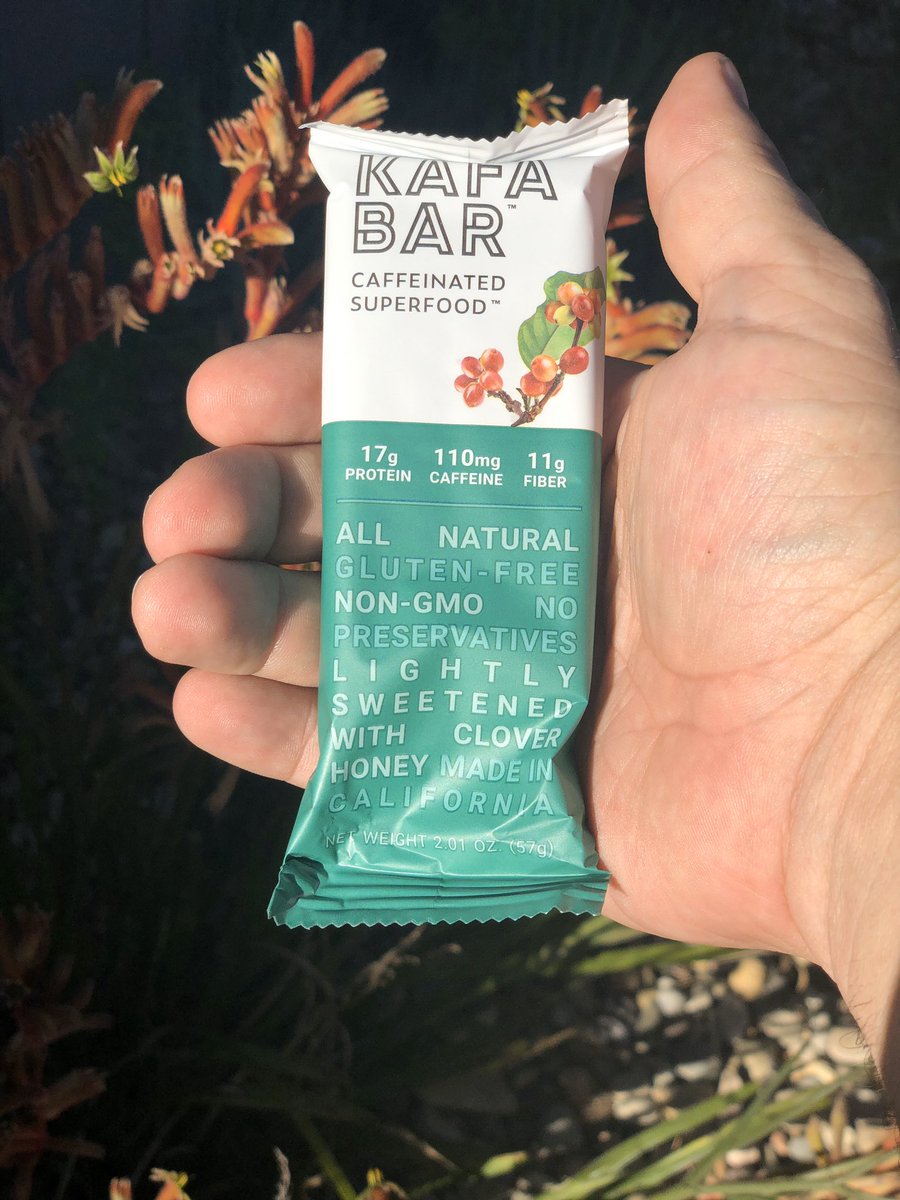 KAFA
BAR™
CAFFEINATED
SUPERFOOD™
17g PROTEIN
110mg CAFFEINE
11g FIBER
ALL NATURAL
GLUTEN-FREE
NON-GMO NO
PRESERVATIVES
LIGHTLY
SWEETENED
WITH CLOVER
HONEY MADE IN
CALIFORNIA
NET WEIGHT 2.01 OZ. (57g)